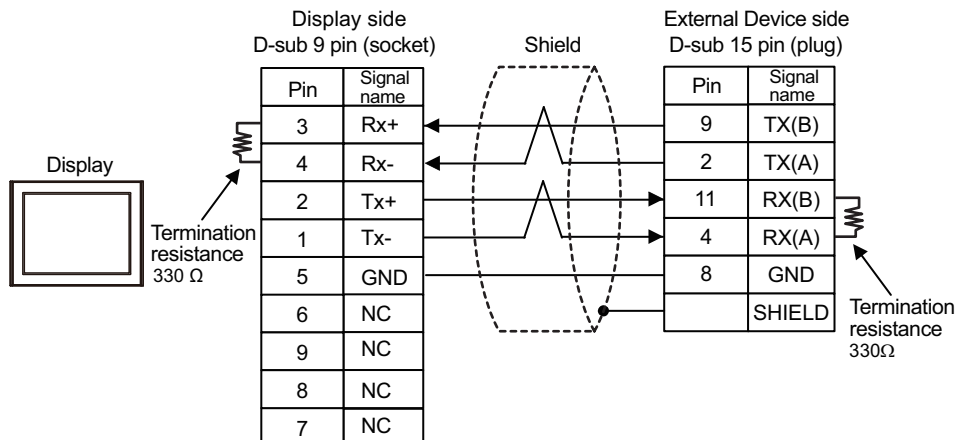 Display side
D-sub 9 pin (socket)
Shield
External Device side
D-sub 15 pin (plug)
Pin
Signal
name
3 Rx+
4 Rx-
2 Tx+
1 Tx-
5 GND
6 NC
9 NC
8 NC
7 NC
Pin
Signal
name
9 TX(B)
2 TX(A)
11 RX(B)
4 RX(A)
8 GND
SHIELD
Display
Termination
resistance
330 Ω
Termination
resistance
330Ω